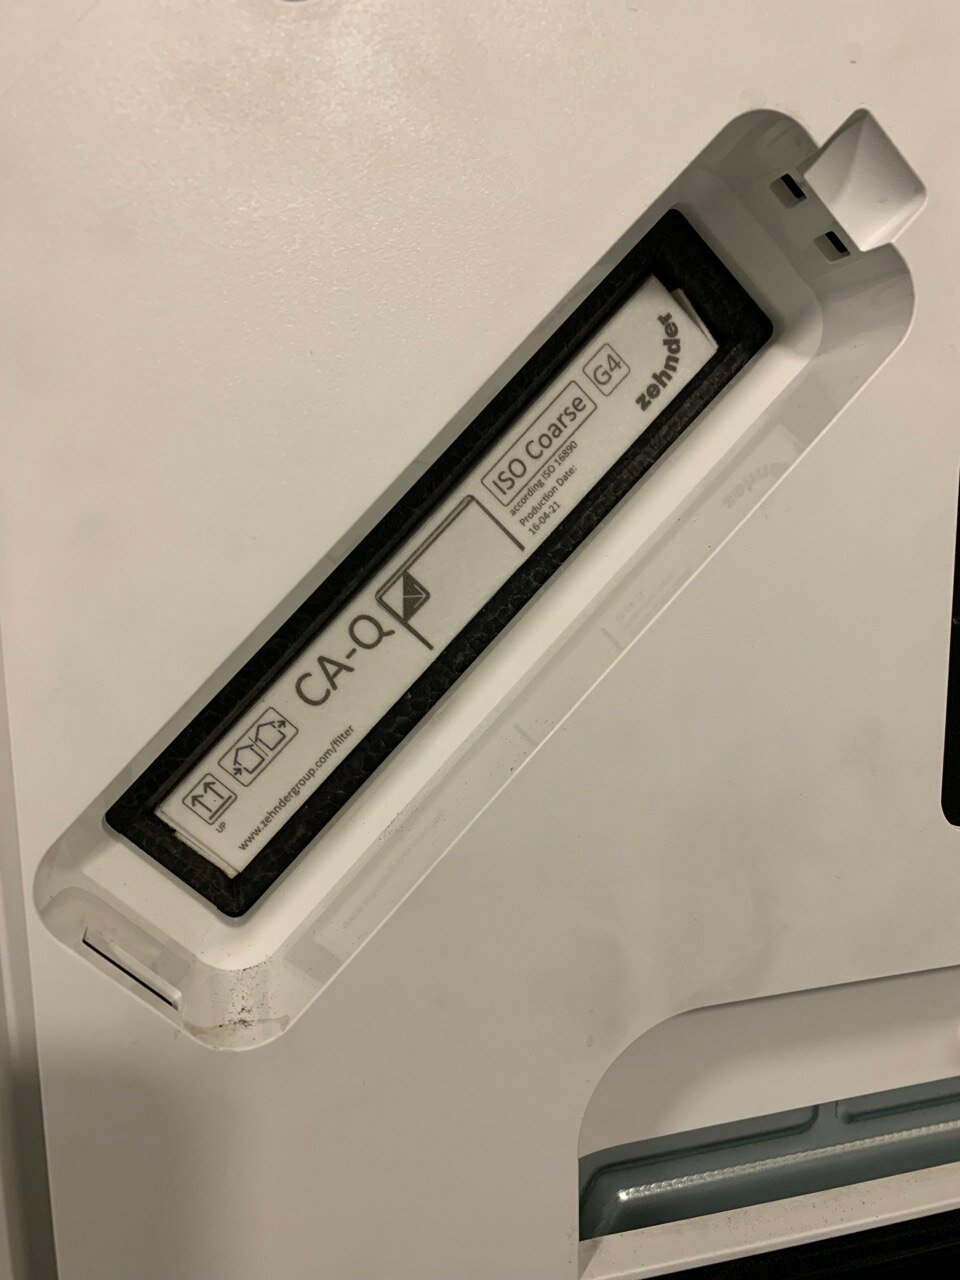 UP
www.zehndergroup.com/filter
CA-Q
ISO Coarse
G4
according ISO 16890
Production Date:
16-04-21
zehnder